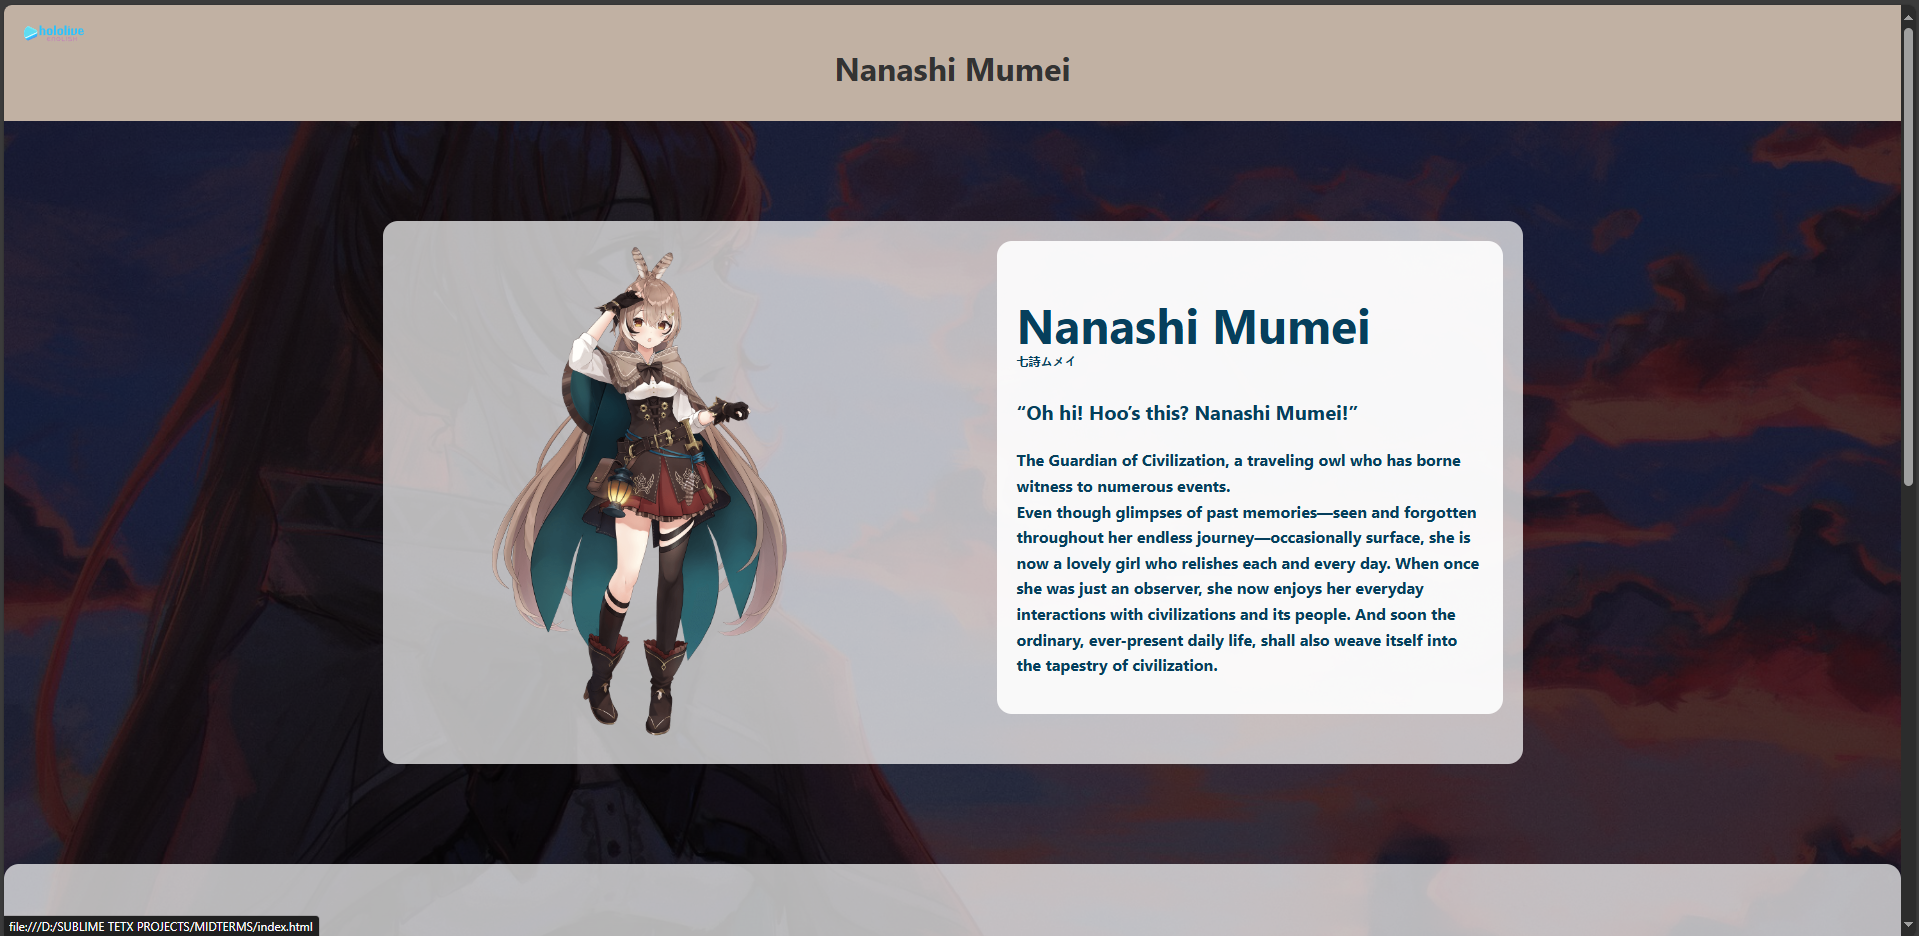 hololive
Nanashi Mumei
Nanashi Mumei
七詩ムメイ
“Oh hi! Hoo’s this? Nanashi Mumei!”
The Guardian of Civilization, a traveling owl who has borne
witness to numerous events.
Even though glimpses of past memories—seen and forgotten
throughout her endless journey—occasionally surface, she is
now a lovely girl who relishes each and every day. When once
she was just an observer, she now enjoys her everyday
interactions with civilizations and its people. And soon the
ordinary, ever-present daily life, shall also weave itself into
the tapestry of civilization.
file:///D:/SUBLIME TETX PROJECTS/MIDTERMS/index.html